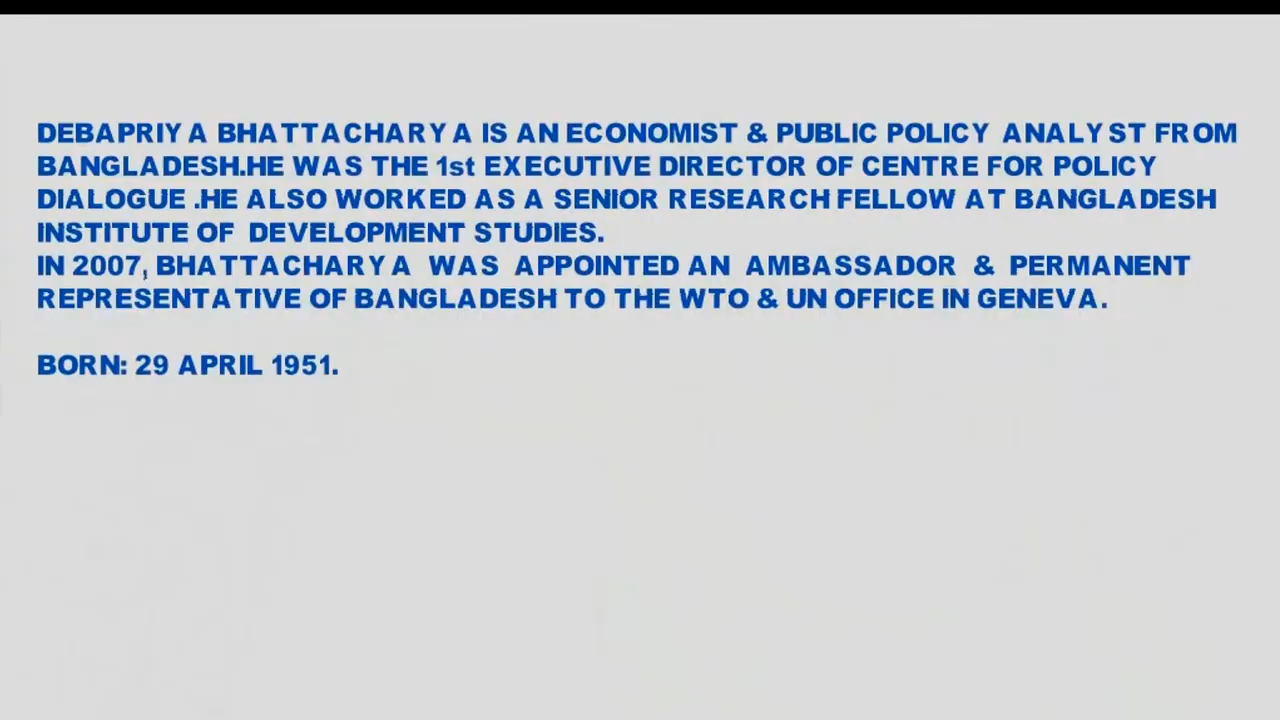 DEBAPRIYA BHATTACHARYA IS AN ECONOMIST & PUBLIC POLICY ANALYST FROM
BANGLADESH.HE WAS THE 1st EXECUTIVE DIRECTOR OF CENTRE FOR POLICY
DIALOGUE .HE ALSO WORKED AS A SENIOR RESEARCH FELLOW AT BANGLADESH
INSTITUTE OF DEVELOPMENT STUDIES.
IN 2007, BHATTACHARYA WAS APPOINTED AN AMBASSADOR & PERMANENT
REPRESENTATIVE OF BANGLADESH TO THE WTO & UN OFFICE IN GENEVA.
BORN: 29 APRIL 1951.